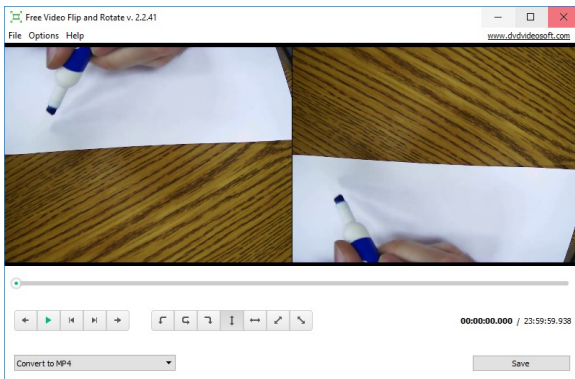 Free Video Flip and Rotate v. 2.2.41
File Options Help www.dvdvideosoft.com
00:00:00.000 / 23:59:59.938
Convert to MP4 Save